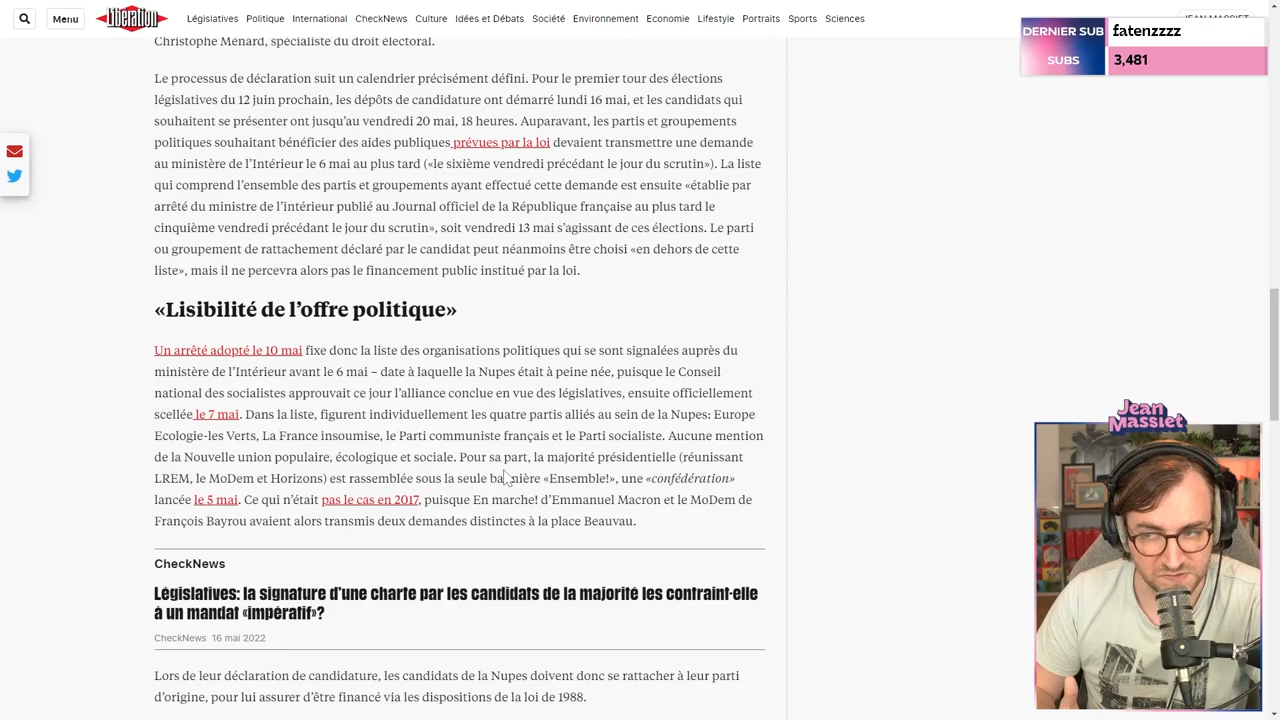 Menu
Libération
Législatives Politique International CheckNews Culture Idées et Débats Société Environnement Economie Lifestyle Portraits Sports Sciences
JEAN MASSIET
DERNIER SUB fatenzzzz
SUBS 3,481
Christophe Ménard, spécialiste du droit électoral.
Le processus de déclaration suit un calendrier précisément défini. Pour le premier tour des élections
législatives du 12 juin prochain, les dépôts de candidature ont démarré lundi 16 mai, et les candidats qui
souhaitent se présenter ont jusqu’au vendredi 20 mai, 18 heures. Auparavant, les partis et groupements
politiques souhaitant bénéficier des aides publiques prévues par la loi devaient transmettre une demande
au ministère de l’Intérieur le 6 mai au plus tard («le sixième vendredi précédant le jour du scrutin»). La liste
qui comprend l’ensemble des partis et groupements ayant effectué cette demande est ensuite «établie par
arrêté du ministre de l’intérieur publié au Journal officiel de la République française au plus tard le
cinquième vendredi précédant le jour du scrutin», soit vendredi 13 mai s’agissant de ces élections. Le parti
ou groupement de rattachement déclaré par le candidat peut néanmoins être choisi «en dehors de cette
liste», mais il ne percevra alors pas le financement public institué par la loi.
«Lisibilité de l’offre politique»
Un arrêté adopté le 10 mai fixe donc la liste des organisations politiques qui se sont signalées auprès du
ministère de l’Intérieur avant le 6 mai – date à laquelle la Nupes était à peine née, puisque le Conseil
national des socialistes approuvait ce jour l’alliance conclue en vue des législatives, ensuite officiellement
scellée le 7 mai. Dans la liste, figurent individuellement les quatre partis alliés au sein de la Nupes: Europe
Ecologie-les Verts, La France insoumise, le Parti communiste français et le Parti socialiste. Aucune mention
de la Nouvelle union populaire, écologique et sociale. Pour sa part, la majorité présidentielle (réunissant
LREM, le MoDem et Horizons) est rassemblée sous la seule bannière «Ensemble!», une «confédération»
lancée le 5 mai. Ce qui n’était pas le cas en 2017, puisque En marche! d’Emmanuel Macron et le MoDem de
François Bayrou avaient alors transmis deux demandes distinctes à la place Beauvau.
CheckNews
Législatives: la signature d’une charte par les candidats de la majorité les contraint-elle
à un mandat «impératif»?
CheckNews 16 mai 2022
Lors de leur déclaration de candidature, les candidats de la Nupes doivent donc se rattacher à leur parti
d’origine, pour lui assurer d’être financé via les dispositions de la loi de 1988.
Jean
Massiet